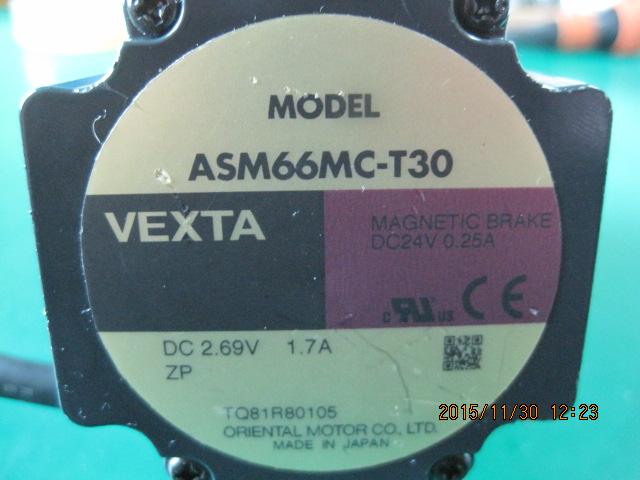 MODEL
ASM66MC-T30
VEXTA
MAGNETIC BRAKE
DC24V 0.25A
c RU US CE
DC 2.69V 1.7A
ZP
TQ81R80105
ORIENTAL MOTOR CO., LTD.
MADE IN JAPAN
2015/11/30 12:23